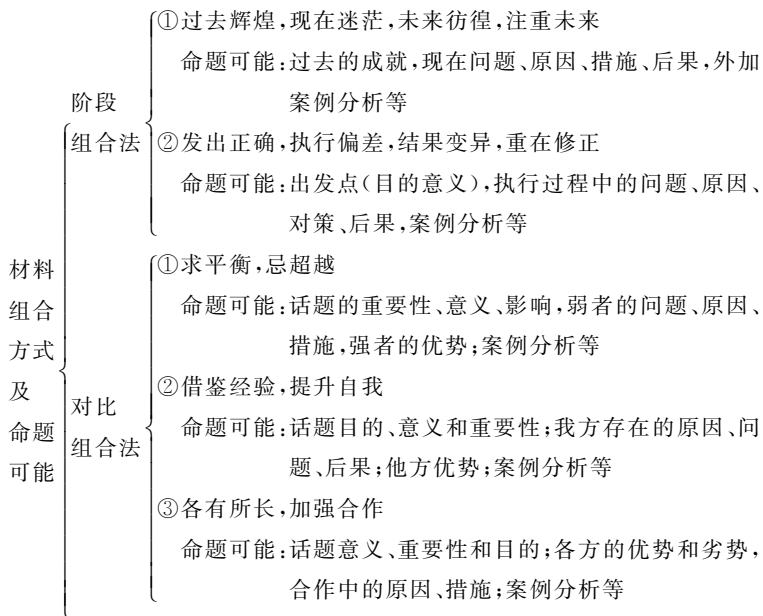 ①过去辉煌,现在迷茫,未来彷徨,注重未来
命题可能:过去的成就,现在问题、原因、措施、后果,外加
案例分析等
阶段
组合法
②发出正确,执行偏差,结果变异,重在修正
命题可能:出发点(目的意义),执行过程中的问题、原因、
对策、后果,案例分析等
材料
组合
方式
及
命题
可能
①求平衡,忌超越
命题可能:话题的重要性、意义、影响,弱者的问题、原因、
措施,强者的优势;案例分析等
对比
组合法
②借鉴经验,提升自我
命题可能:话题目的、意义和重要性;我方存在的原因、问
题、后果;他方优势;案例分析等
③各有所长,加强合作
命题可能:话题意义、重要性和目的;各方的优势和劣势,
合作中的原因、措施;案例分析等